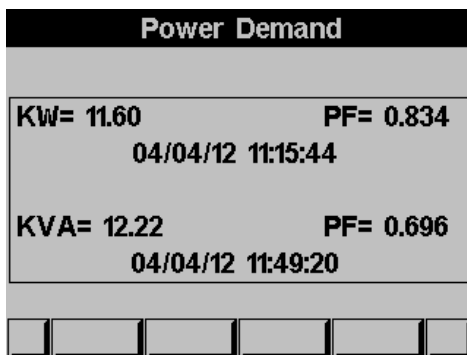 Power Demand
KW= 11.60 PF= 0.834
04/04/12 11:15:44
KVA= 12.22 PF= 0.696
04/04/12 11:49:20